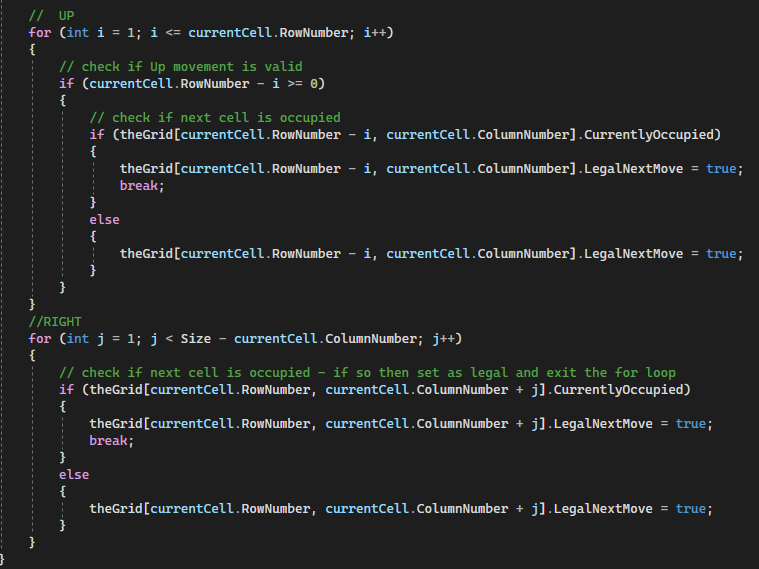 //  UP
for (int i = 1; i <= currentCell.RowNumber; i++)
{
// check if Up movement is valid
if (currentCell.RowNumber - i >= 0)
{
// check if next cell is occupied
if (theGrid[currentCell.RowNumber - i, currentCell.ColumnNumber].CurrentlyOccupied)
{
theGrid[currentCell.RowNumber - i, currentCell.ColumnNumber].LegalNextMove = true;
break;
}
else
{
theGrid[currentCell.RowNumber - i, currentCell.ColumnNumber].LegalNextMove = true;
}
}
}
//RIGHT
for (int j = 1; j < Size - currentCell.ColumnNumber; j++)
{
// check if next cell is occupied - if so then set as legal and exit the for loop
if (theGrid[currentCell.RowNumber, currentCell.ColumnNumber + j].CurrentlyOccupied)
{
theGrid[currentCell.RowNumber, currentCell.ColumnNumber + j].LegalNextMove = true;
break;
}
else
{
theGrid[currentCell.RowNumber, currentCell.ColumnNumber + j].LegalNextMove = true;
}
}
}